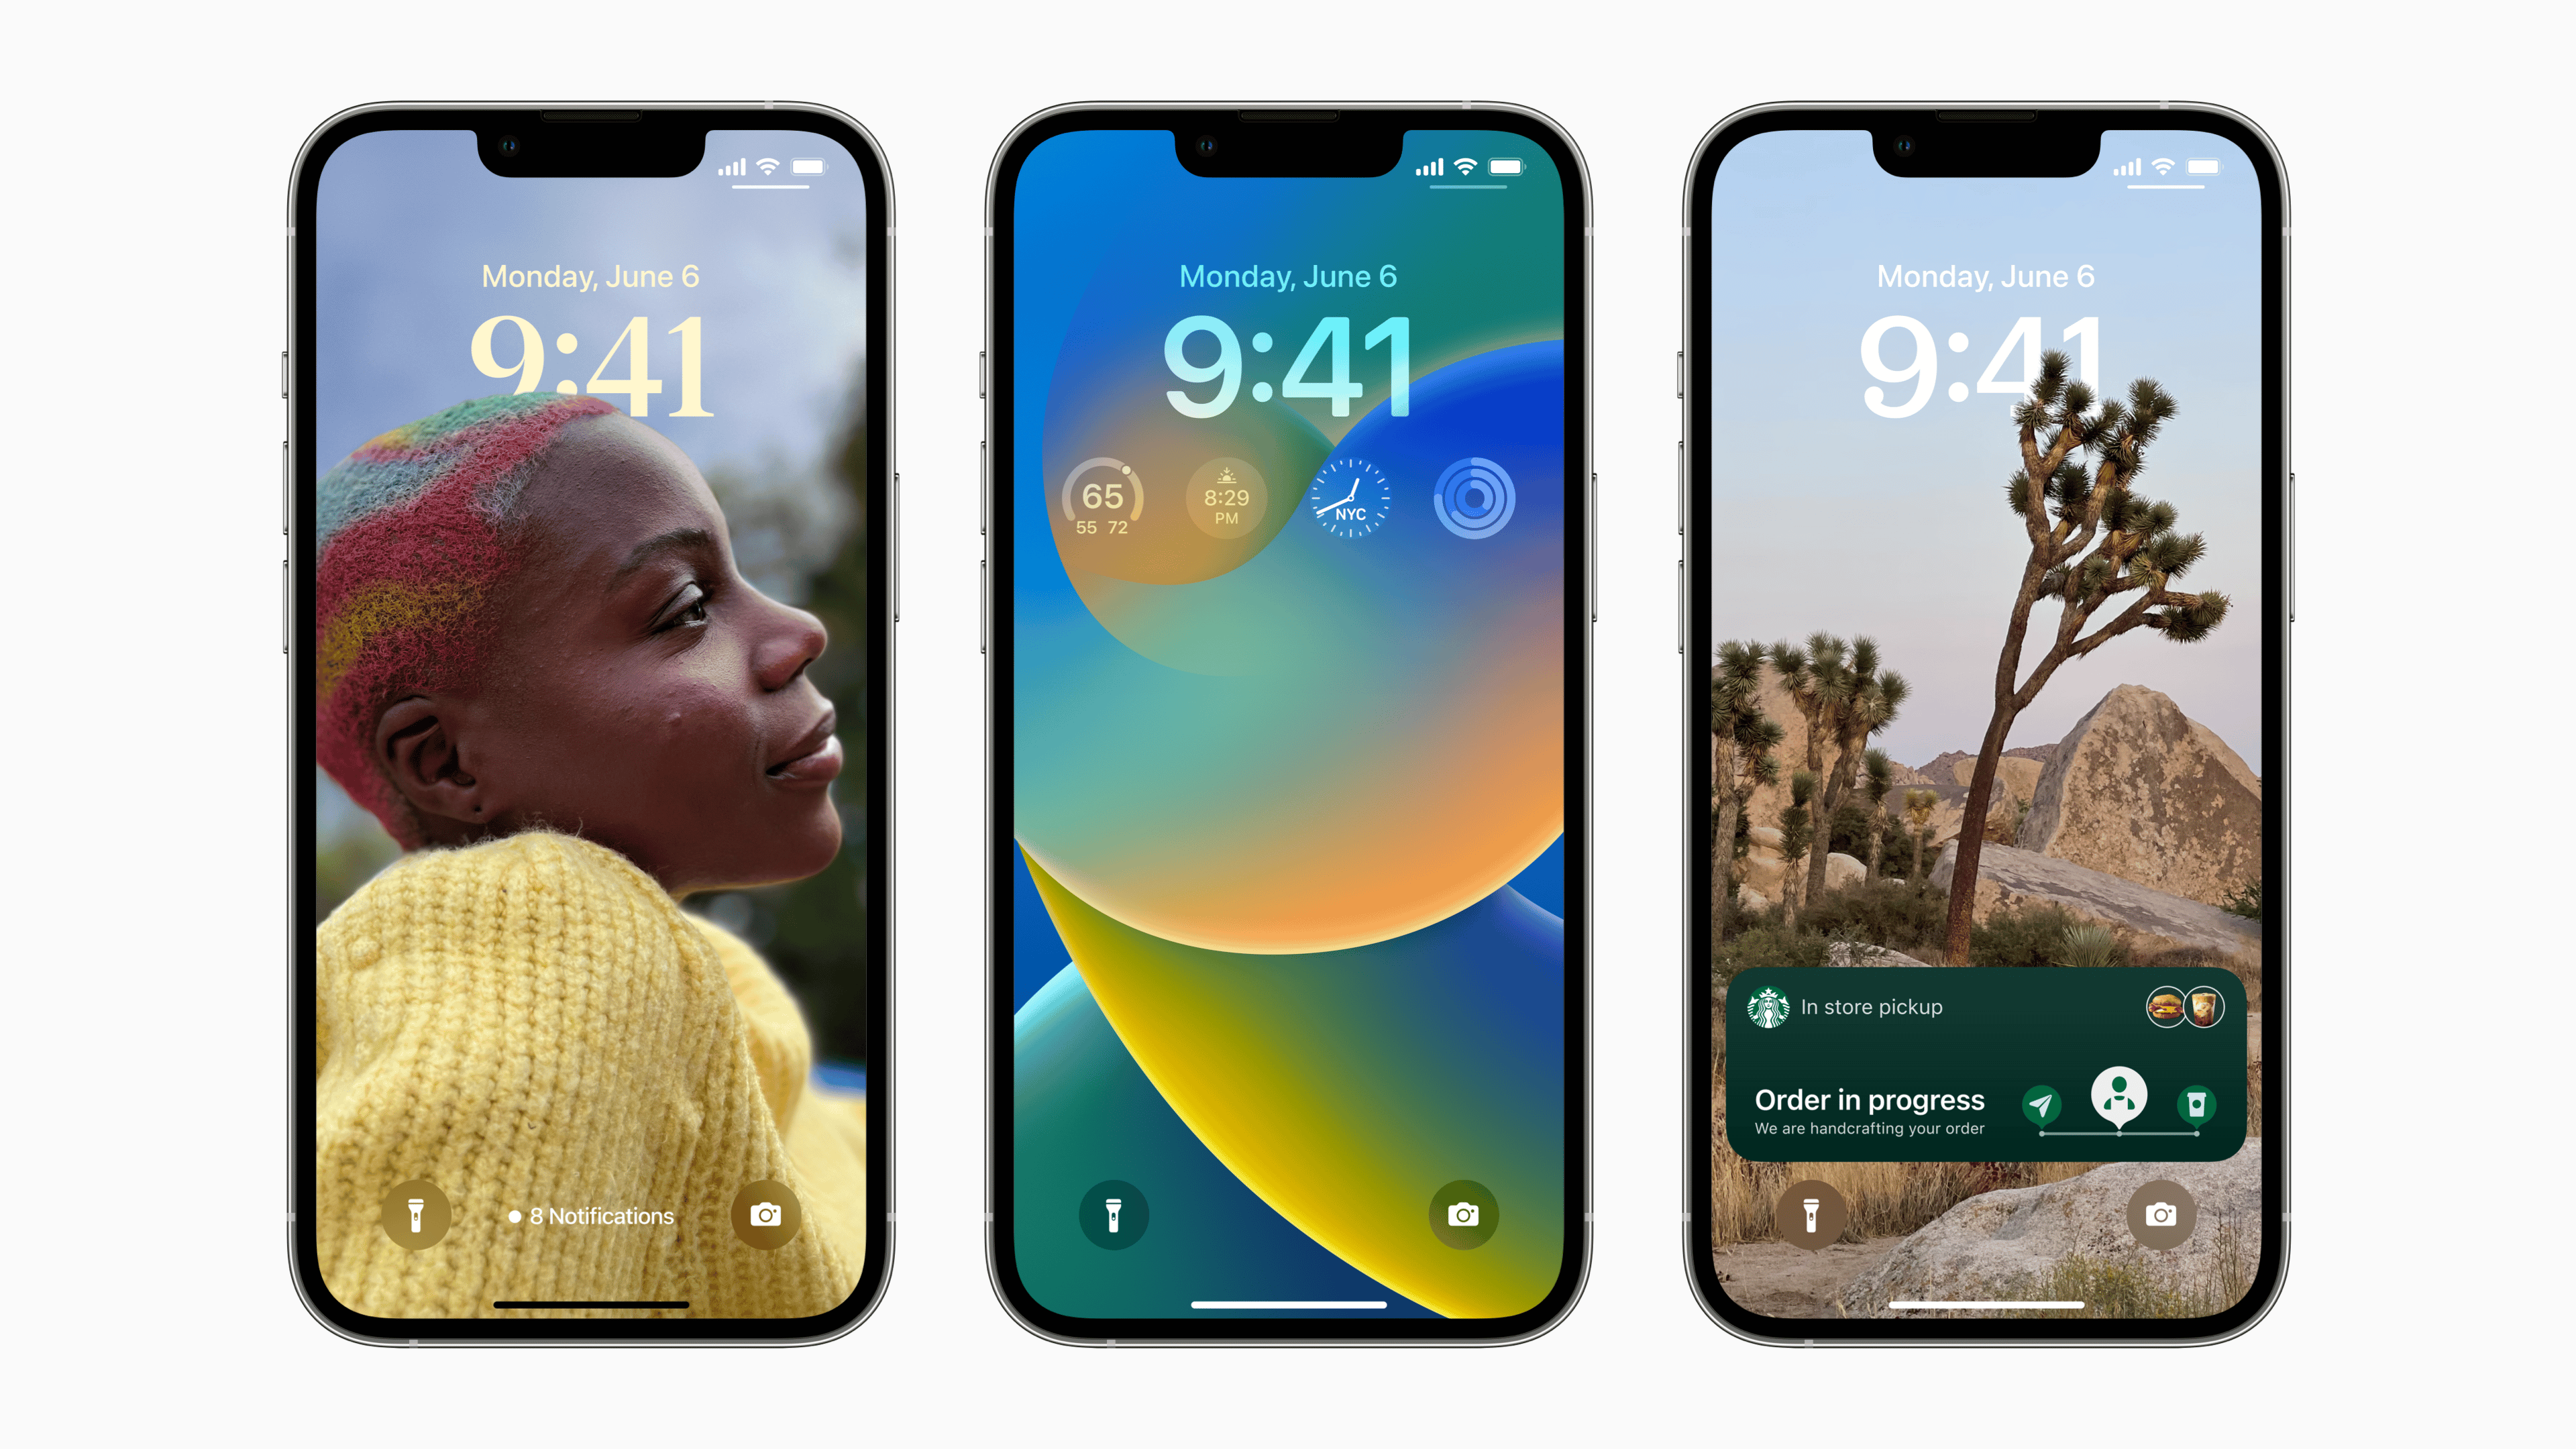 Monday, June 6
9:41
8 Notifications
Monday, June 6
9:41
65
55 72
8:29
PM
NYC
Monday, June 6
9:41
In store pickup
Order in progress
We are handcrafting your order